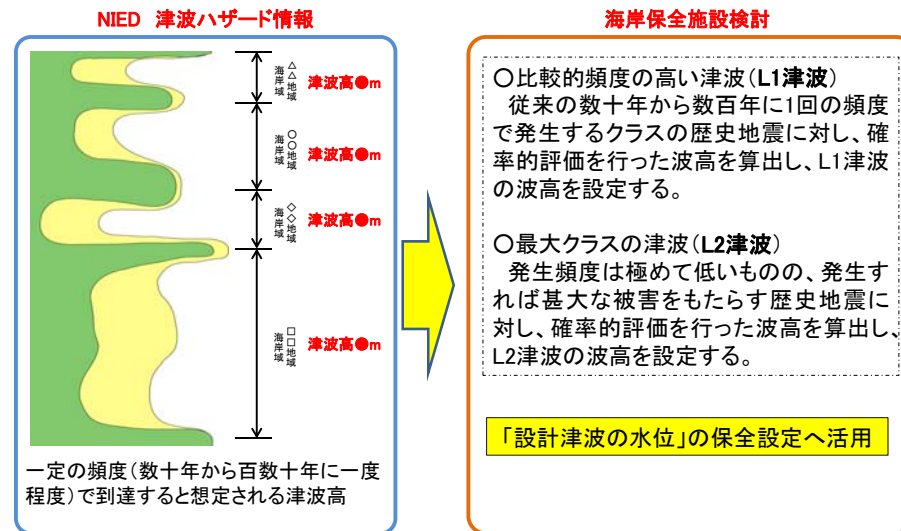 NIED 津波ハザード情報
△△地域
海岸域
津波高●m
○○地域
海岸域
津波高●m
◇◇地域
海岸域
津波高●m
□□地域
海岸域
津波高●m
一定の頻度(数十年から百数十年に一度
程度)で到達すると想定される津波高
海岸保全施設検討
○比較的頻度の高い津波(L1津波)
従来の数十年から数百年に1回の頻度
で発生するクラスの歴史地震に対し、確
率的評価を行った波高を算出し、L1津波
の波高を設定する。
○最大クラスの津波(L2津波)
発生頻度は極めて低いものの、発生す
れば甚大な被害をもたらす歴史地震に
対し、確率的評価を行った波高を算出し、
L2津波の波高を設定する。
「設計津波の水位」の保全設定へ活用